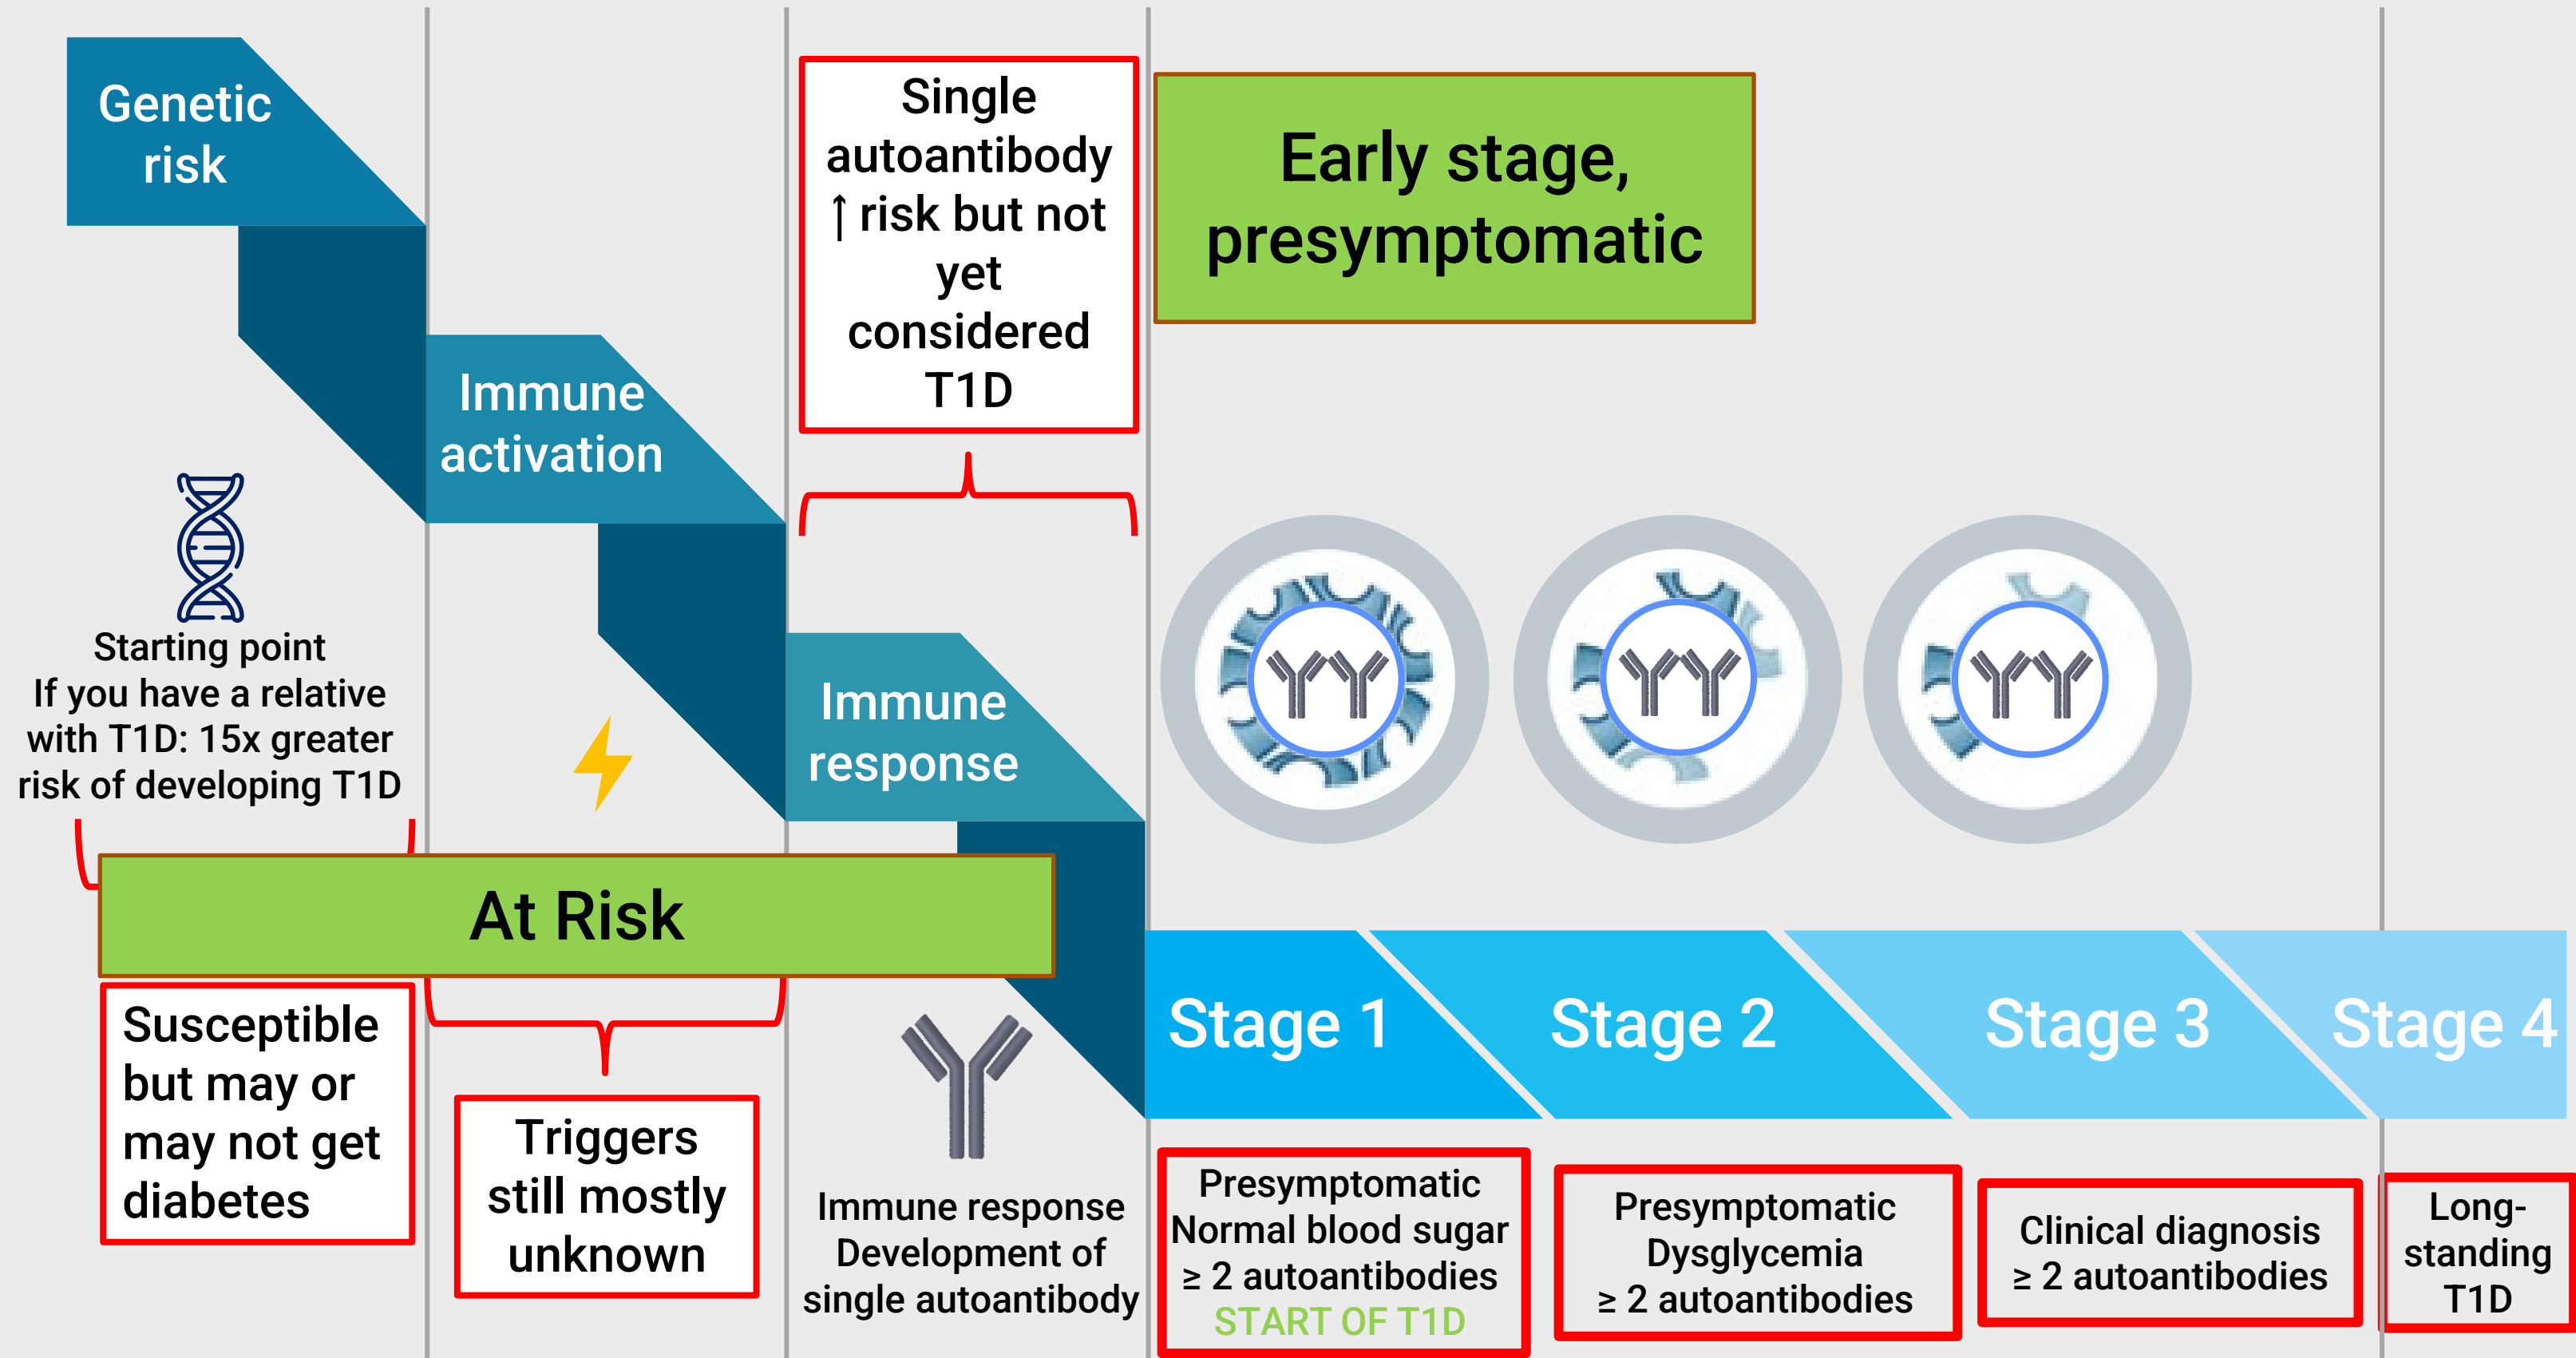 Genetic
risk
Starting point
If you have a relative
with T1D: 15x greater
risk of developing T1D
At Risk
Susceptible
but may or
may not get
diabetes
Immune
activation
Triggers
still mostly
unknown
Single
autoantibody
↑ risk but not
yet
considered
T1D
Immune
response
Immune response
Development of
single autoantibody
Early stage,
presymptomatic
Stage 1
Presymptomatic
Normal blood sugar
≥ 2 autoantibodies
START OF T1D
Stage 2
Presymptomatic
Dysglycemia
≥ 2 autoantibodies
Stage 3
Clinical diagnosis
≥ 2 autoantibodies
Stage 4
Long-
standing
T1D